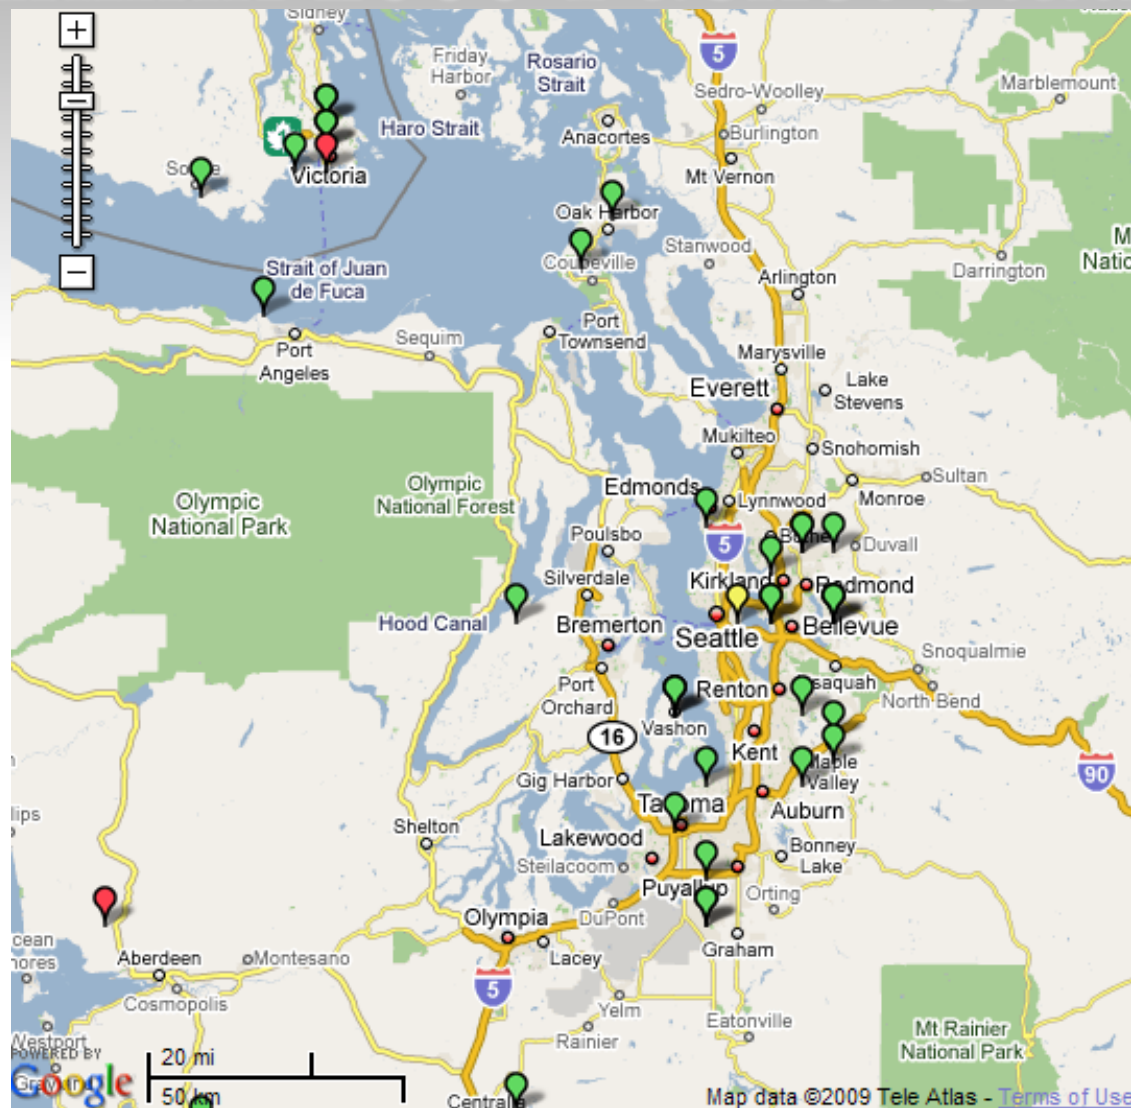 Sidney
Friday
Harbor
Rosario
Strait
5
Marblemount
Sedro-Woolley
Haro Strait
Anacortes
Burlington
Mt Vernon
Victoria
Oak Harbor
Stanwood
Coupeville
Darrington
Arlington
Strait of Juan
de Fuca
Port
Townsend
Sequim
Port
Angeles
Marysville
Everett
Lake
Stevens
Mukilteo
Snohomish
Sultan
Monroe
Olympic
National Park
Olympic
National Forest
Edmonds
Lynnwood
5
Poulsbo
Duvall
Silverdale
Kirkland
Redmond
Hood Canal
Bremerton
Seattle
Bellevue
Snoqualmie
Port
Orchard
Renton
Issaquah
North Bend
Vashon
16
Kent
Gig Harbor
Maple
Valley
90
Tacoma
Auburn
Shelton
Lakewood
Steilacoom
Bonney
Lake
Puyallup
Orting
DuPont
Olympia
Lacey
Graham
Aberdeen
Montesano
Cosmopolis
5
Yelm
Rainier
Eatonville
Mt Rainier
National Park
Westport
POWERED BY
Google
20 mi
50 km
Centralia
Map data ©2009 Tele Atlas - Terms of Use